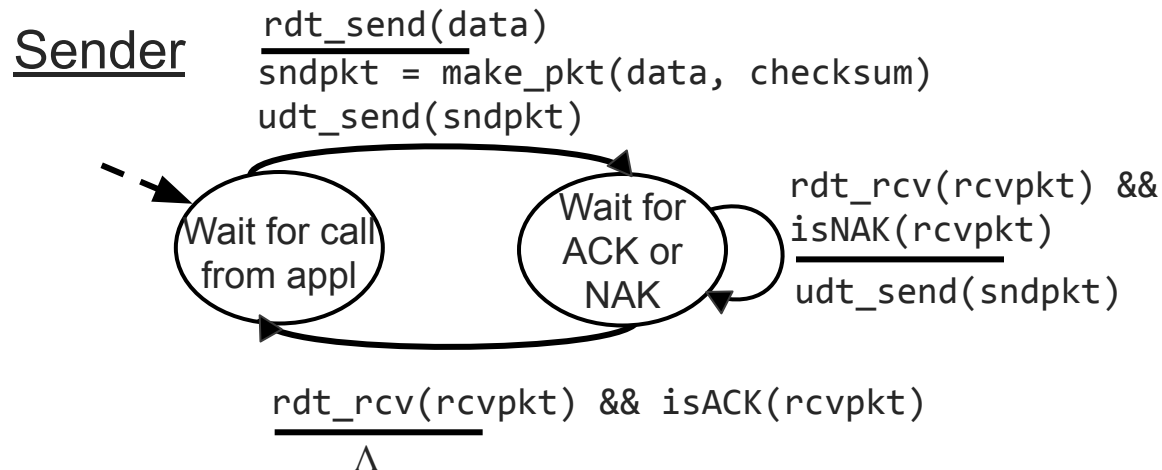 Sender
rdt_send(data)
sndpkt = make_pkt(data, checksum)
udt_send(sndpkt)
Wait for call
from appl
Wait for
ACK or
NAK
rdt_rcv(rcvpkt) &&
isNAK(rcvpkt)
udt_send(sndpkt)
rdt_rcv(rcvpkt) && isACK(rcvpkt)
Λ